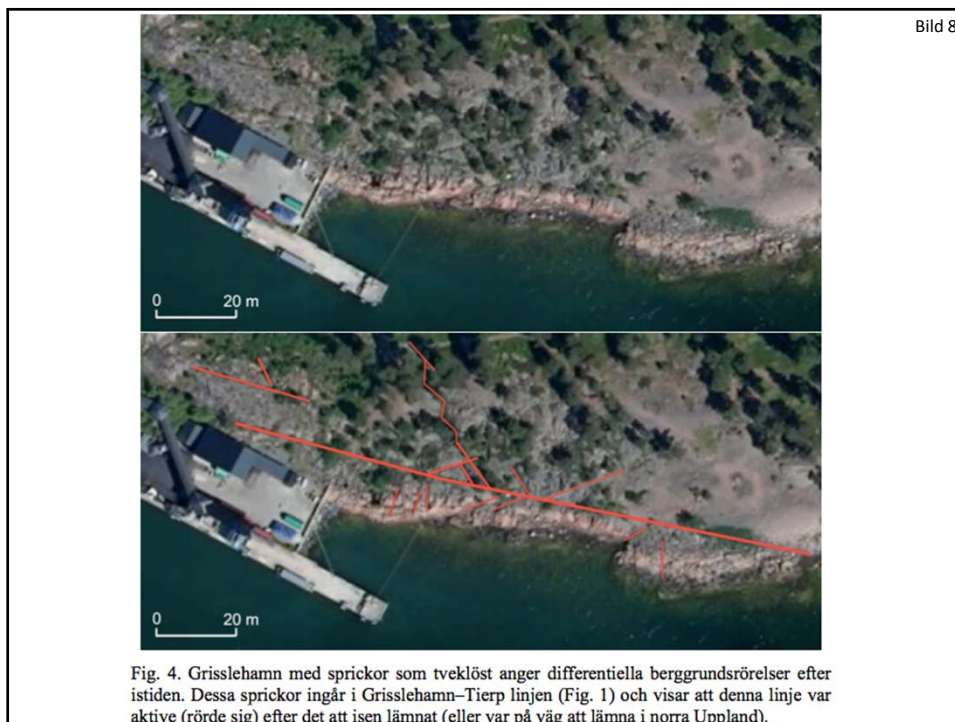 Bild 8
0 20 m
0 20 m
Fig. 4. Grisslehamn med sprickor som tveklöst anger differentiella berggrundsrörelser efter
istiden. Dessa sprickor ingår i Grisslehamn–Tierp linjen (Fig. 1) och visar att denna linje var
aktive (rörde sig) efter det att isen lämnat (eller var på väg att lämna i norra Uppland).